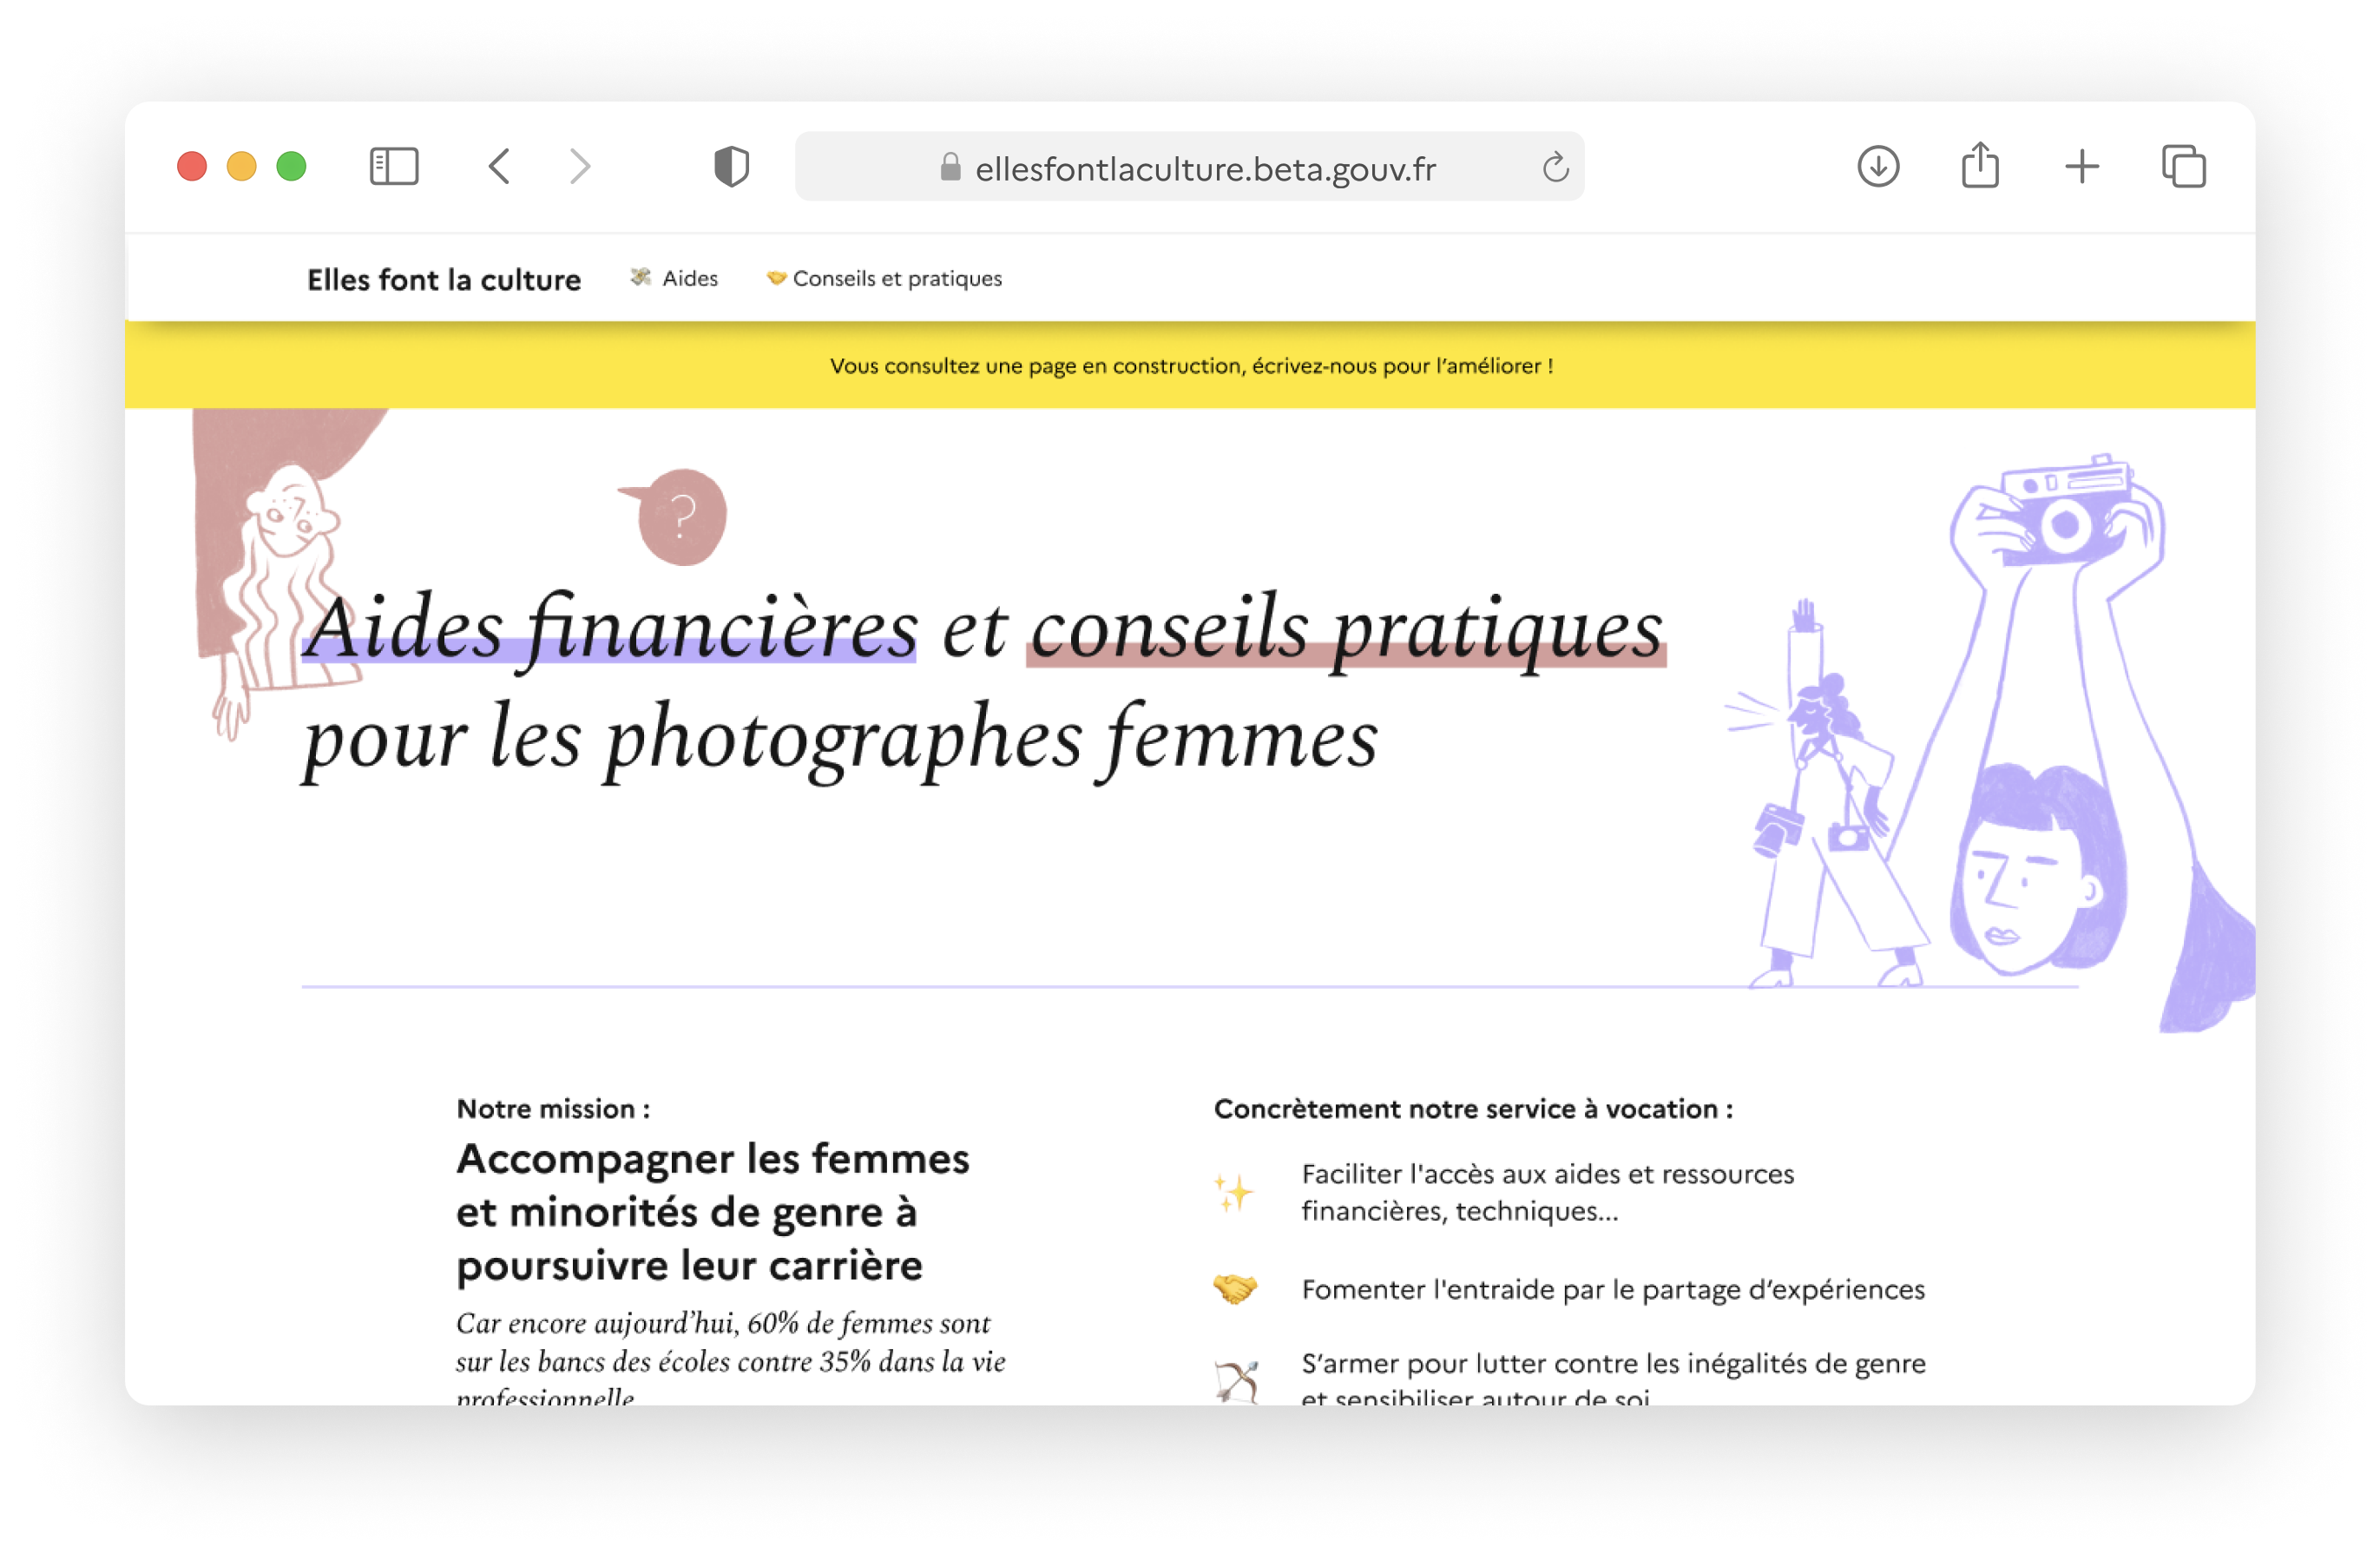 ellesfontlaculture.beta.gouv.fr
Elles font la culture
Aides
Conseils et pratiques
Vous consultez une page en construction, écrivez-nous pour l’améliorer !
?
Aides financières et conseils pratiques
pour les photographes femmes
Notre mission :
Accompagner les femmes
et minorités de genre à
poursuivre leur carrière
Car encore aujourd’hui, 60% de femmes sont
sur les bancs des écoles contre 35% dans la vie
professionnelle
Concrètement notre service à vocation :
Faciliter l'accès aux aides et ressources
financières, techniques...
Fomenter l'entraide par le partage d’expériences
S’armer pour lutter contre les inégalités de genre
et sensibiliser autour de soi